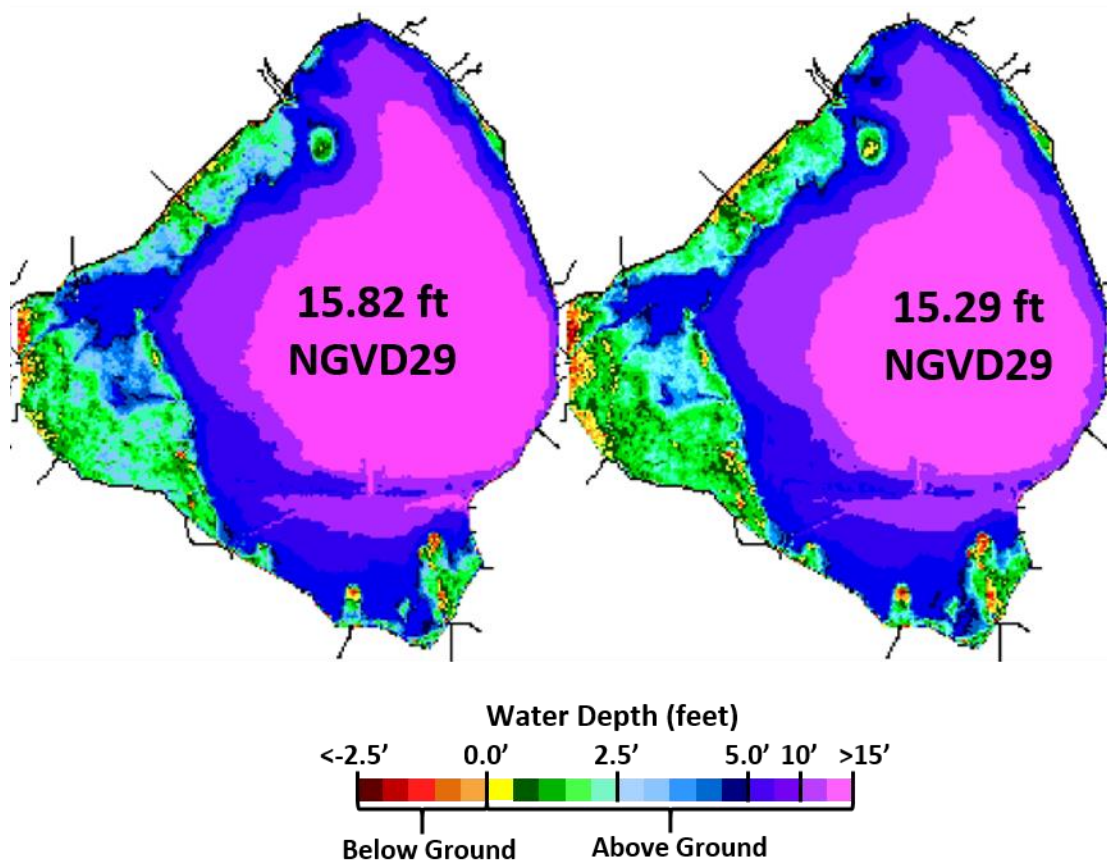 15.82 ft
NGVD29
15.29 ft
NGVD29
Water Depth (feet)
<-2.5’ 0.0’ 2.5’ 5.0’ 10’ >15’
Below Ground Above Ground